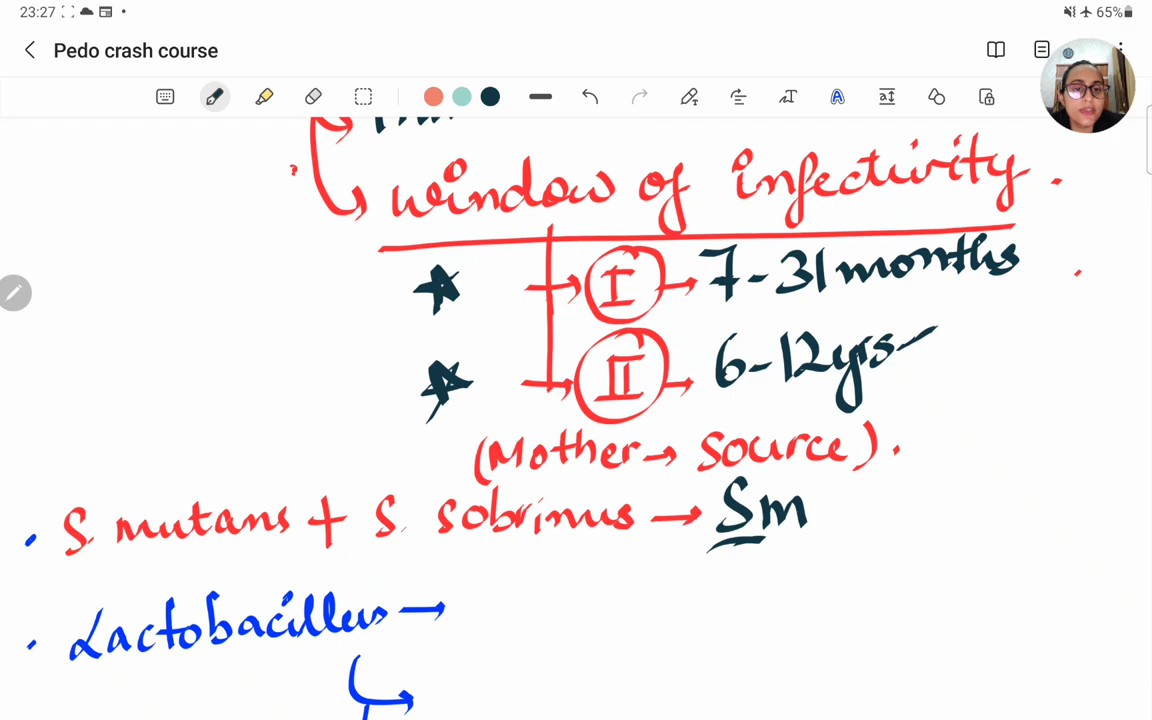 23:27 65%
Pedo crash course
window of infectivity.
I → 7-31 months
II → 6-12yrs
(Mother → source).
• S. mutans + S. sobrinus → Sm
• Lactobacillus →